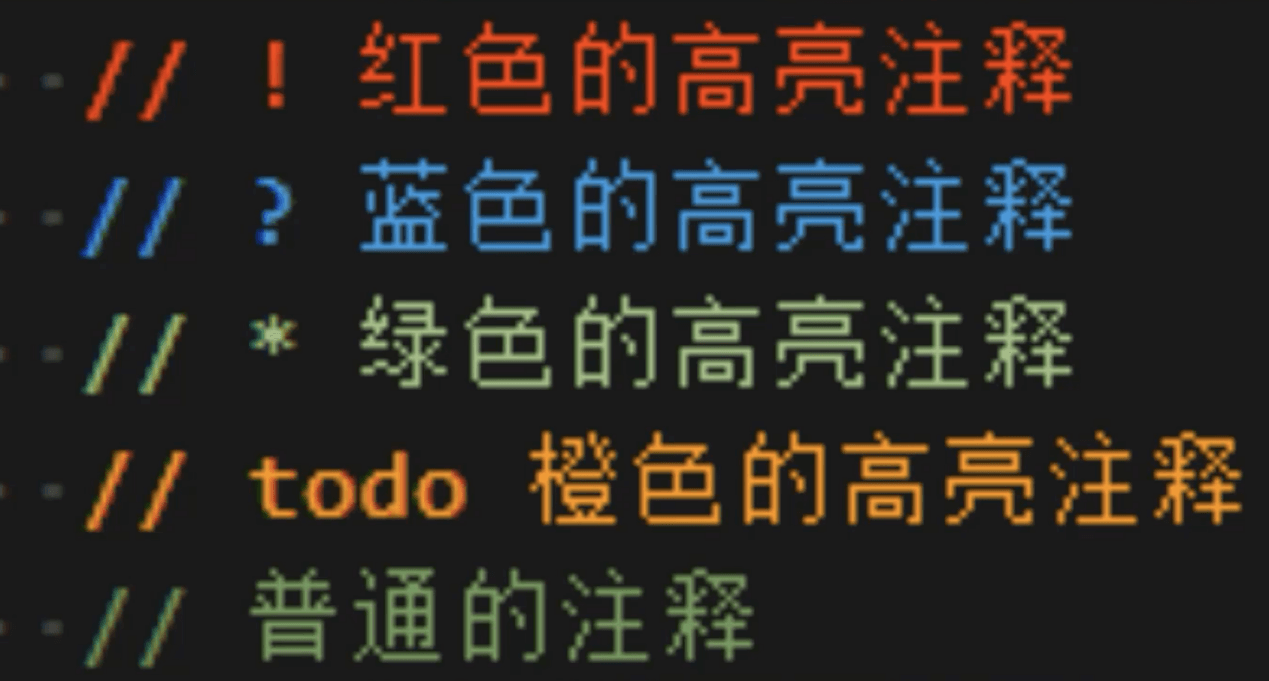 // ! 红色的高亮注释
// ? 蓝色的高亮注释
// * 绿色的高亮注释
// todo 橙色的高亮注释
// 普通的注释